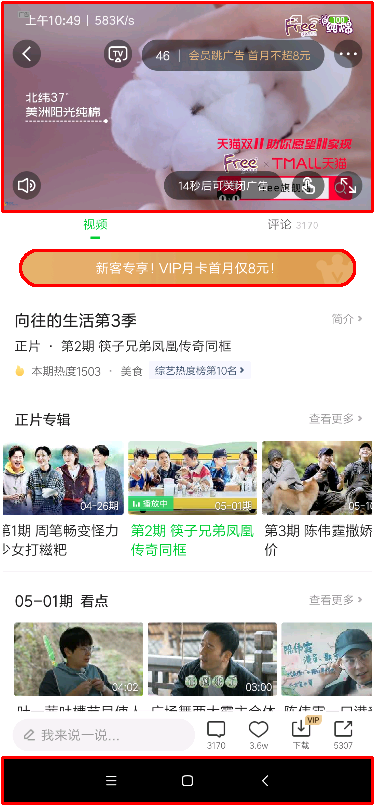 上午10:49 | 583K/s
100
Free
纯棉
TV
46 | 会员跳广告 首月不超8元
北纬37°
美洲阳光纯棉
天猫双11 助你愿望11实现
Free × TMALL天猫
14秒后可关闭广告
视频
评论 3170
新客专享！VIP月卡首月仅8元！
向往的生活第3季
简介
正片 · 第2期 筷子兄弟凤凰传奇同框
本期热度1503 · 美食 综艺热度榜第10名
正片专辑
查看更多
04-26期
播放中
05-01期
05-10
第1期 周笔畅变怪力少女打糍粑
第2期 筷子兄弟凤凰传奇同框
第3期 陈伟霆撒娇
价
05-01期 看点
查看更多
04:02
03:00
我来说一说...
3170
3.6w
VIP
下载
5307